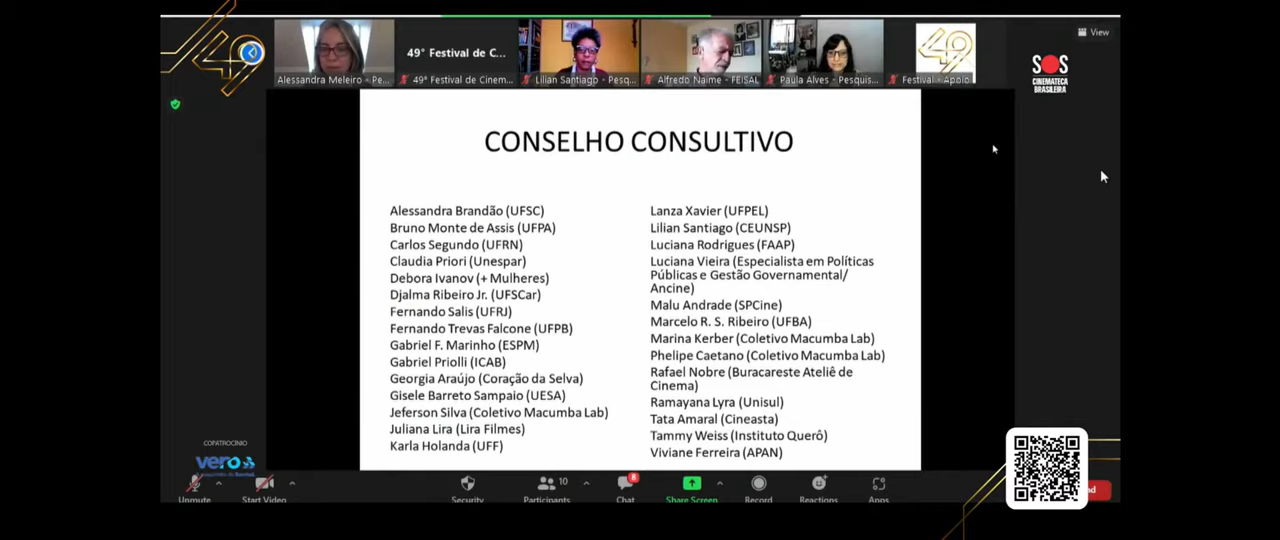 49
View
49° Festival de C...
Alessandra Meleiro - Pe...
49° Festival de Cinem...
Lilian Santiago - Pesq...
Alfredo Naime - FEISAL
Paula Alves - Pesquis...
Festival - Apoio
SOS
CINEMATECA
BRASILEIRA
CONSELHO CONSULTIVO
Alessandra Brandão (UFSC)
Bruno Monte de Assis (UFPA)
Carlos Segundo (UFRN)
Claudia Priori (Unespar)
Debora Ivanov (+ Mulheres)
Djalma Ribeiro Jr. (UFSCar)
Fernando Salis (UFRJ)
Fernando Trevas Falcone (UFPB)
Gabriel F. Marinho (ESPM)
Gabriel Priolli (ICAB)
Georgia Araújo (Coração da Selva)
Gisele Barreto Sampaio (UESA)
Jeferson Silva (Coletivo Macumba Lab)
Juliana Lira (Lira Filmes)
Karla Holanda (UFF)
Lanza Xavier (UFPEL)
Lilian Santiago (CEUNSP)
Luciana Rodrigues (FAAP)
Luciana Vieira (Especialista em Políticas
Públicas e Gestão Governamental/
Ancine)
Malu Andrade (SPCine)
Marcelo R. S. Ribeiro (UFBA)
Marina Kerber (Coletivo Macumba Lab)
Phelipe Caetano (Coletivo Macumba Lab)
Rafael Nobre (Buracareste Ateliê de
Cinema)
Ramayana Lyra (Unisul)
Tata Amaral (Cineasta)
Tammy Weiss (Instituto Querô)
Viviane Ferreira (APAN)
COPATROCÍNIO
vero
Unmute
Start Video
Security
10
Participants
8
Chat
Share Screen
Record
Reactions
Apps
nd